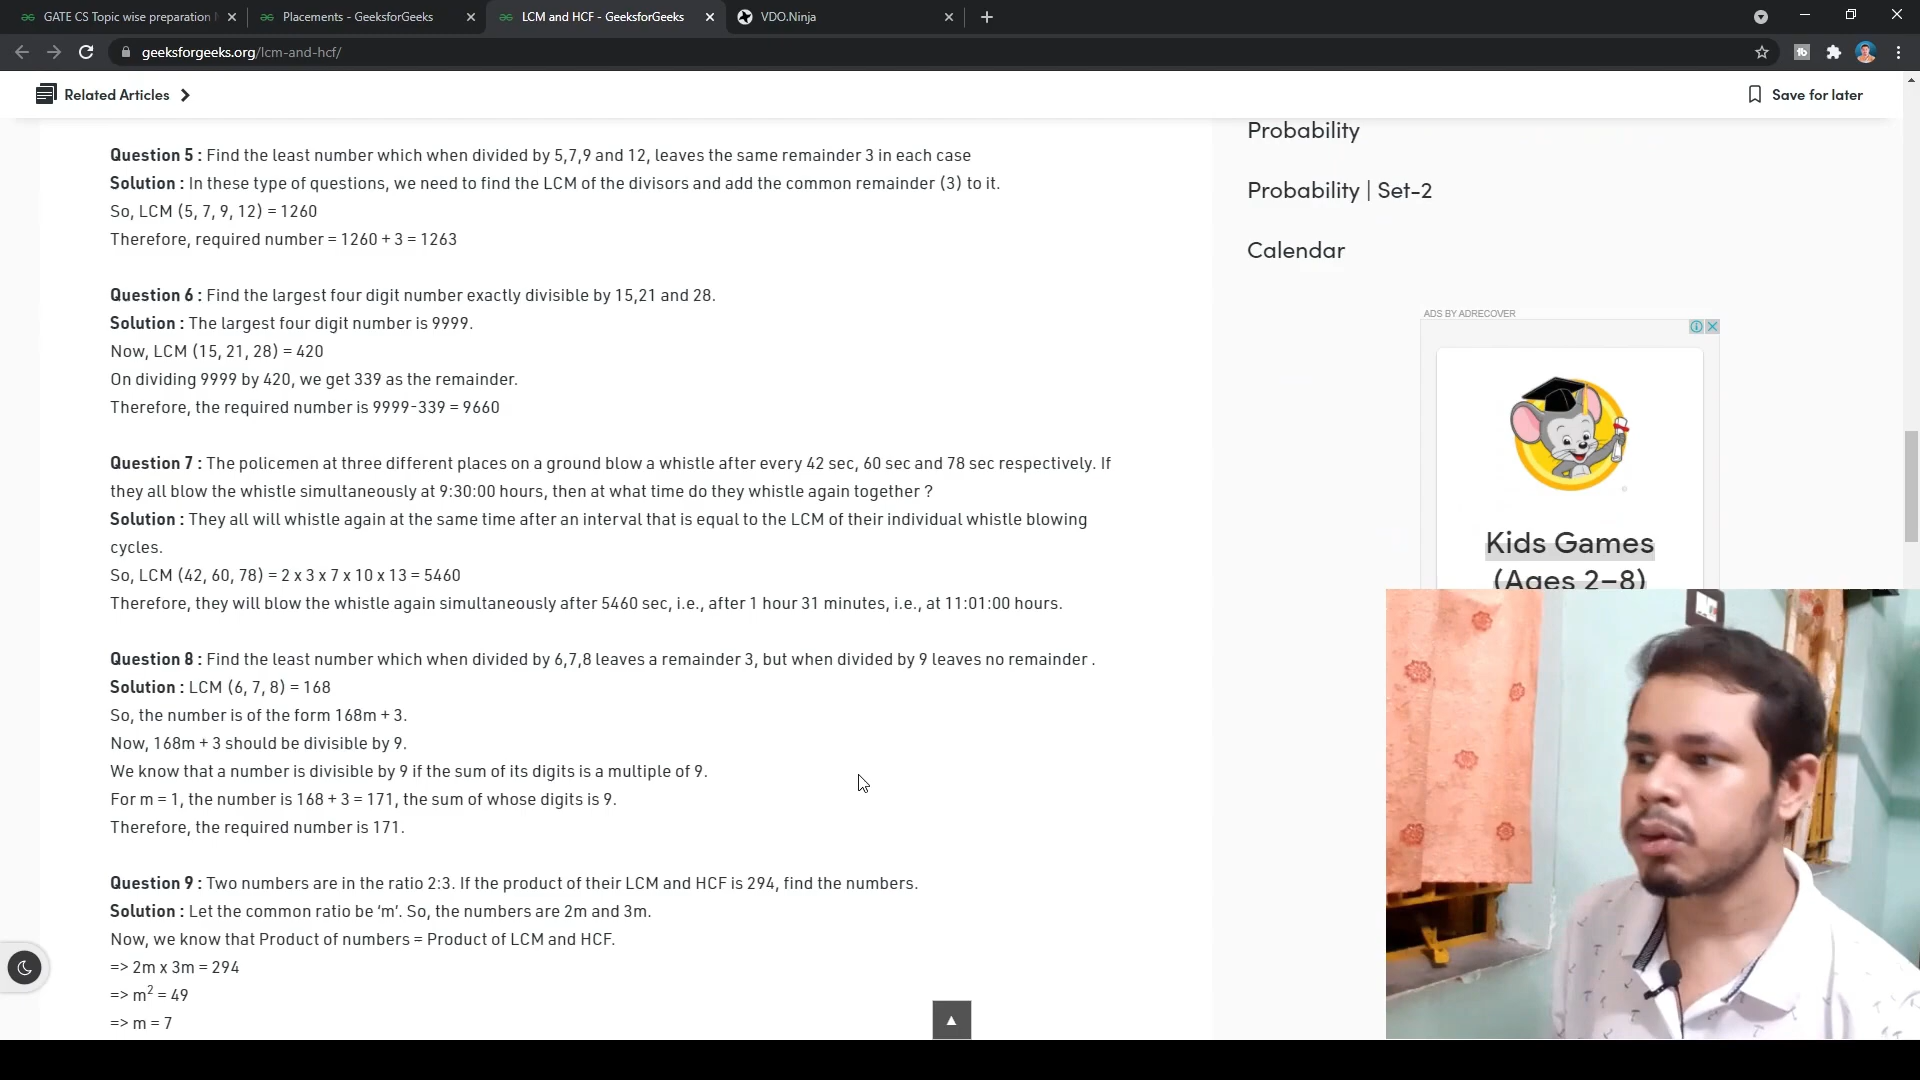 GATE CS Topic wise preparation
Placements - GeeksforGeeks
LCM and HCF - GeeksforGeeks
VDO.Ninja
geeksforgeeks.org/lcm-and-hcf/
Related Articles
Save for later
Question 5 : Find the least number which when divided by 5,7,9 and 12, leaves the same remainder 3 in each case
Solution : In these type of questions, we need to find the LCM of the divisors and add the common remainder (3) to it.
So, LCM (5, 7, 9, 12) = 1260
Therefore, required number = 1260 + 3 = 1263
Question 6 : Find the largest four digit number exactly divisible by 15,21 and 28.
Solution : The largest four digit number is 9999.
Now, LCM (15, 21, 28) = 420
On dividing 9999 by 420, we get 339 as the remainder.
Therefore, the required number is 9999-339 = 9660
Question 7 : The policemen at three different places on a ground blow a whistle after every 42 sec, 60 sec and 78 sec respectively. If
they all blow the whistle simultaneously at 9:30:00 hours, then at what time do they whistle again together ?
Solution : They all will whistle again at the same time after an interval that is equal to the LCM of their individual whistle blowing
cycles.
So, LCM (42, 60, 78) = 2 x 3 x 7 x 10 x 13 = 5460
Therefore, they will blow the whistle again simultaneously after 5460 sec, i.e., after 1 hour 31 minutes, i.e., at 11:01:00 hours.
Question 8 : Find the least number which when divided by 6,7,8 leaves a remainder 3, but when divided by 9 leaves no remainder .
Solution : LCM (6, 7, 8) = 168
So, the number is of the form 168m + 3.
Now, 168m + 3 should be divisible by 9.
We know that a number is divisible by 9 if the sum of its digits is a multiple of 9.
For m = 1, the number is 168 + 3 = 171, the sum of whose digits is 9.
Therefore, the required number is 171.
Question 9 : Two numbers are in the ratio 2:3. If the product of their LCM and HCF is 294, find the numbers.
Solution : Let the common ratio be ‘m’. So, the numbers are 2m and 3m.
Now, we know that Product of numbers = Product of LCM and HCF.
=> 2m x 3m = 294
=> m² = 49
=> m = 7
Probability
Probability | Set-2
Calendar
ADS BY ADRECOVER
Kids Games
(Ages 2–8)